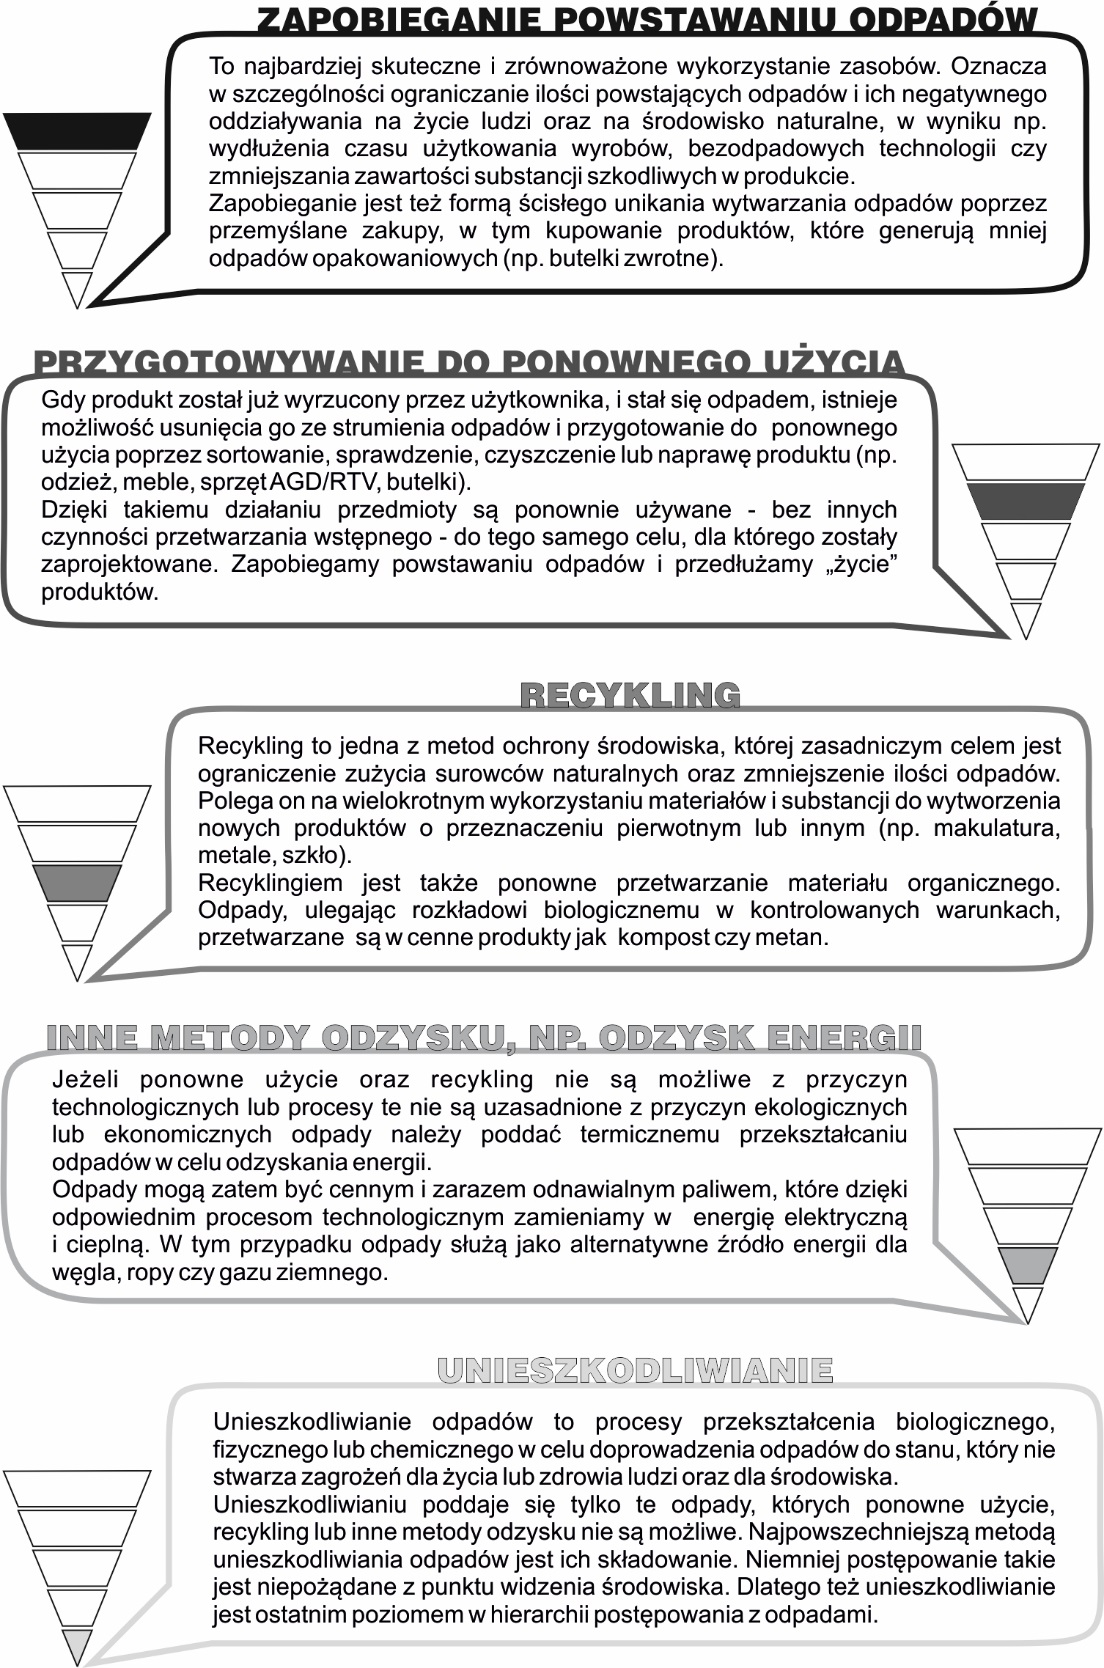 ZAPOBIEGANIE POWSTAWANIU ODPADÓW
To najbardziej skuteczne i zrównoważone wykorzystanie zasobów. Oznacza
w szczególności ograniczanie ilości powstających odpadów i ich negatywnego
oddziaływania na życie ludzi oraz na środowisko naturalne, w wyniku np.
wydłużenia czasu użytkowania wyrobów, bezodpadowych technologii czy
zmniejszania zawartości substancji szkodliwych w produkcie.
Zapobieganie jest też formą ścisłego unikania wytwarzania odpadów poprzez
przemyślane zakupy, w tym kupowanie produktów, które generują mniej
odpadów opakowaniowych (np. butelki zwrotne).
PRZYGOTOWYWANIE DO PONOWNEGO UŻYCIA
Gdy produkt został już wyrzucony przez użytkownika, i stał się odpadem, istnieje
możliwość usunięcia go ze strumienia odpadów i przygotowanie do ponownego
użycia poprzez sortowanie, sprawdzenie, czyszczenie lub naprawę produktu (np.
odzież, meble, sprzęt AGD/RTV, butelki).
Dzięki takiemu działaniu przedmioty są ponownie używane - bez innych
czynności przetwarzania wstępnego - do tego samego celu, dla którego zostały
zaprojektowane. Zapobiegamy powstawaniu odpadów i przedłużamy „życie”
produktów.
RECYKLING
Recykling to jedna z metod ochrony środowiska, której zasadniczym celem jest
ograniczenie zużycia surowców naturalnych oraz zmniejszenie ilości odpadów.
Polega on na wielokrotnym wykorzystaniu materiałów i substancji do wytworzenia
nowych produktów o przeznaczeniu pierwotnym lub innym (np. makulatura,
metale, szkło).
Recyklingiem jest także ponowne przetwarzanie materiału organicznego.
Odpady, ulegając rozkładowi biologicznemu w kontrolowanych warunkach,
przetwarzane są w cenne produkty jak kompost czy metan.
INNE METODY ODZYSKU, NP. ODZYSK ENERGII
Jeżeli ponowne użycie oraz recykling nie są możliwe z przyczyn
technologicznych lub procesy te nie są uzasadnione z przyczyn ekologicznych
lub ekonomicznych odpady należy poddać termicznemu przekształcaniu
odpadów w celu odzyskania energii.
Odpady mogą zatem być cennym i zarazem odnawialnym paliwem, które dzięki
odpowiednim procesom technologicznym zamieniamy w energię elektryczną
i cieplną. W tym przypadku odpady służą jako alternatywne źródło energii dla
węgla, ropy czy gazu ziemnego.
UNIESZKODLIWIANIE
Unieszkodliwianie odpadów to procesy przekształcenia biologicznego,
fizycznego lub chemicznego w celu doprowadzenia odpadów do stanu, który nie
stwarza zagrożeń dla życia lub zdrowia ludzi oraz dla środowiska.
Unieszkodliwianiu poddaje się tylko te odpady, których ponowne użycie,
recykling lub inne metody odzysku nie są możliwe. Najpowszechniejszą metodą
unieszkodliwiania odpadów jest ich składowanie. Niemniej postępowanie takie
jest niepożądane z punktu widzenia środowiska. Dlatego też unieszkodliwianie
jest ostatnim poziomem w hierarchii postępowania z odpadami.